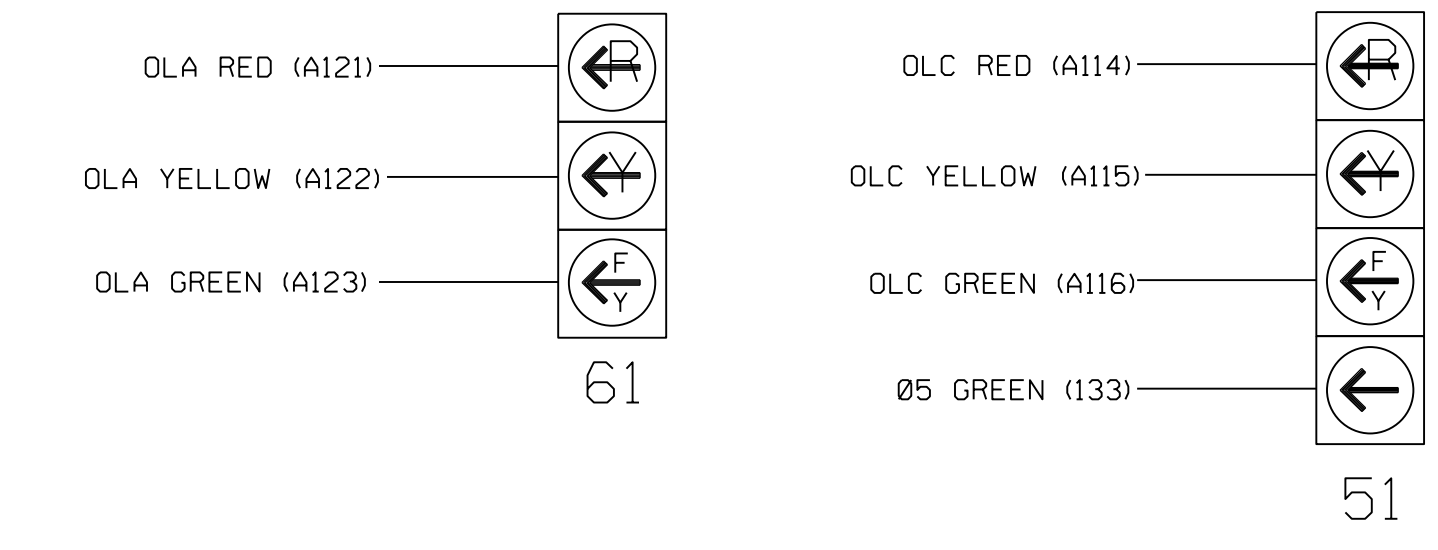 OLA RED (A121)
R
OLA YELLOW (A122)
Y
OLA GREEN (A123)
F
Y
61
OLC RED (A114)
R
OLC YELLOW (A115)
Y
OLC GREEN (A116)
F
Y
Ø5 GREEN (133)
51